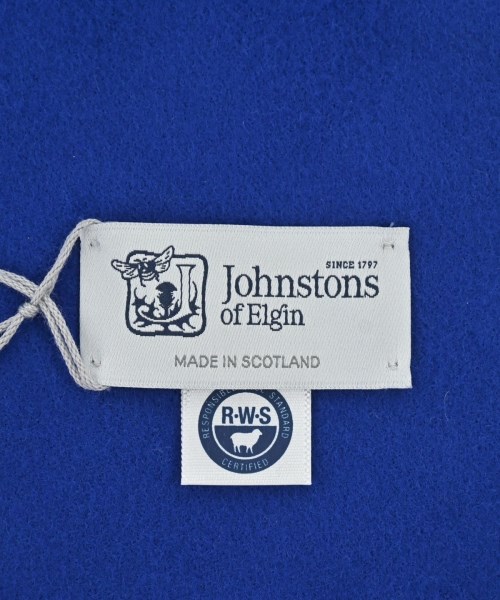 SINCE 1797
Johnstons
of Elgin
MADE IN SCOTLAND
RESPONSIBLE STANDARD
R·W·S
CERTIFIED